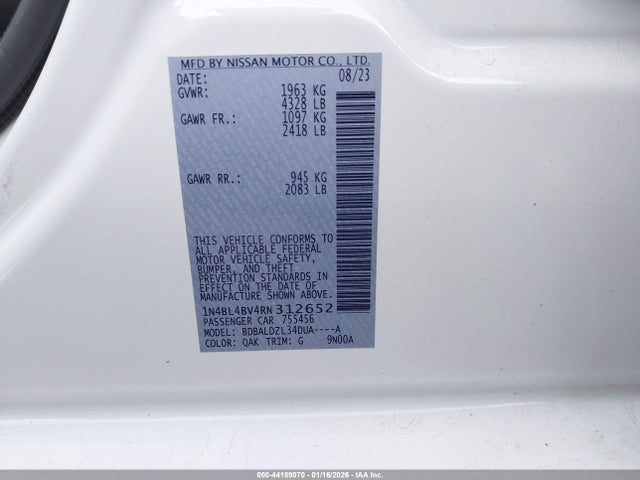 MFD BY NISSAN MOTOR CO., LTD.
DATE: 08/23
GVWR: 1963 KG
4328 LB
GAWR FR.: 1097 KG
2418 LB
GAWR RR.: 945 KG
2083 LB
THIS VEHICLE CONFORMS TO
ALL APPLICABLE FEDERAL
MOTOR VEHICLE SAFETY,
BUMPER, AND THEFT
PREVENTION STANDARDS IN
EFFECT ON THE DATE OF
MANUFACTURE SHOWN ABOVE.
1N4BL4BV4RN312652
PASSENGER CAR 755456
MODEL: BDBALDZL34DUA----A
COLOR: QAK TRIM: G 9N00A
000-44189070 - 01/16/2026 - IAA Inc.